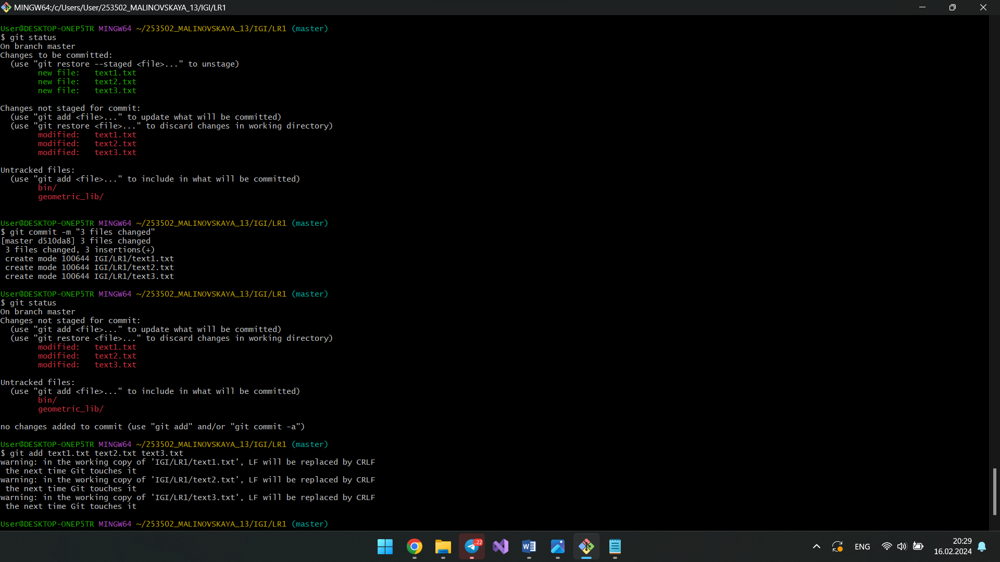 MINGW64:/c/Users/User/253502_MALINOVSKAYA_13/IGI/LR1
User@DESKTOP-ONEP5TR MINGW64 ~/253502_MALINOVSKAYA_13/IGI/LR1 (master)
$ git status
On branch master
Changes to be committed:
  (use "git restore --staged <file>..." to unstage)
        new file:   text1.txt
        new file:   text2.txt
        new file:   text3.txt
Changes not staged for commit:
  (use "git add <file>..." to update what will be committed)
  (use "git restore <file>..." to discard changes in working directory)
        modified:   text1.txt
        modified:   text2.txt
        modified:   text3.txt
Untracked files:
  (use "git add <file>..." to include in what will be committed)
        bin/
        geometric_lib/
User@DESKTOP-ONEP5TR MINGW64 ~/253502_MALINOVSKAYA_13/IGI/LR1 (master)
$ git commit -m "3 files changed"
[master d510da8] 3 files changed
 3 files changed, 3 insertions(+)
 create mode 100644 IGI/LR1/text1.txt
 create mode 100644 IGI/LR1/text2.txt
 create mode 100644 IGI/LR1/text3.txt
User@DESKTOP-ONEP5TR MINGW64 ~/253502_MALINOVSKAYA_13/IGI/LR1 (master)
$ git status
On branch master
Changes not staged for commit:
  (use "git add <file>..." to update what will be committed)
  (use "git restore <file>..." to discard changes in working directory)
        modified:   text1.txt
        modified:   text2.txt
        modified:   text3.txt
Untracked files:
  (use "git add <file>..." to include in what will be committed)
        bin/
        geometric_lib/
no changes added to commit (use "git add" and/or "git commit -a")
User@DESKTOP-ONEP5TR MINGW64 ~/253502_MALINOVSKAYA_13/IGI/LR1 (master)
$ git add text1.txt text2.txt text3.txt
warning: in the working copy of 'IGI/LR1/text1.txt', LF will be replaced by CRLF
 the next time Git touches it
warning: in the working copy of 'IGI/LR1/text2.txt', LF will be replaced by CRLF
 the next time Git touches it
warning: in the working copy of 'IGI/LR1/text3.txt', LF will be replaced by CRLF
 the next time Git touches it
User@DESKTOP-ONEP5TR MINGW64 ~/253502_MALINOVSKAYA_13/IGI/LR1 (master)
..22
W
ENG
20:29
16.02.2024